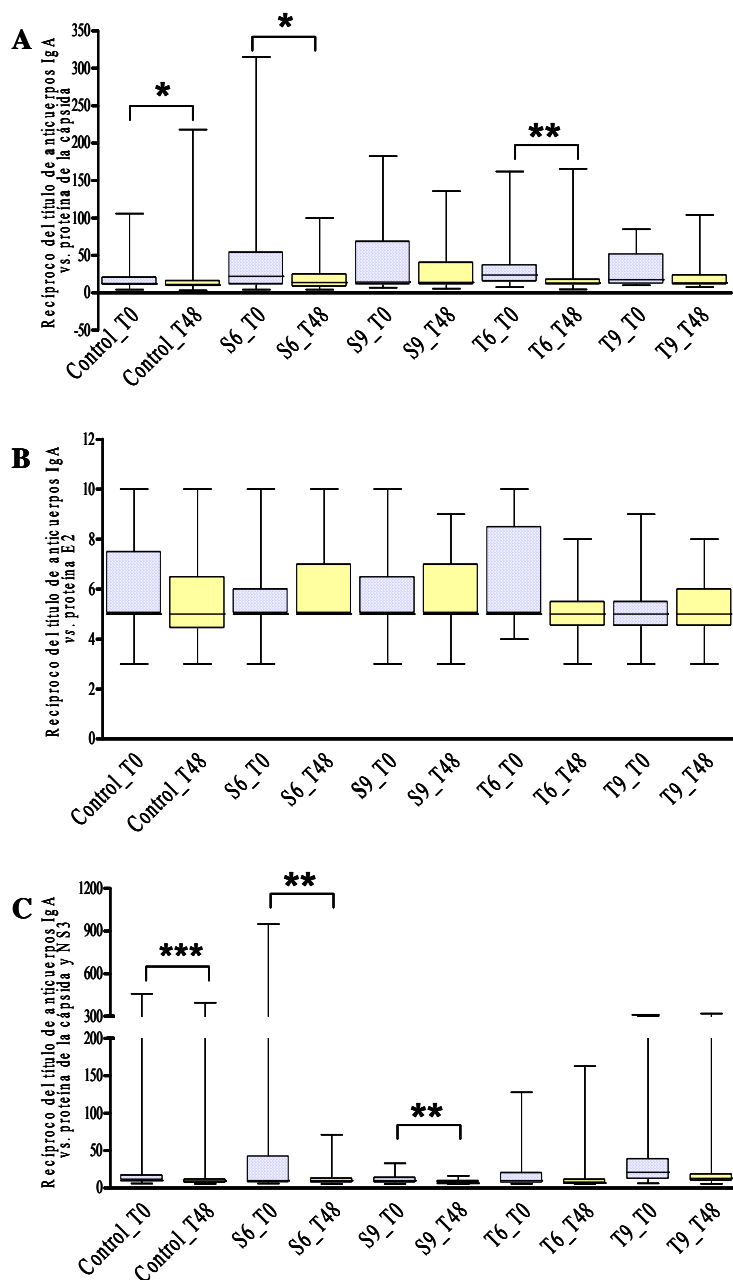 A
Recíproco del título de anticuerpos IgA
vs. proteína de la cápsida
350
300
250
200
150
100
50
0
-50
*
*
**
Control_T0
Control_T48
S6_T0
S6_T48
S9_T0
S9_T48
T6_T0
T6_T48
T9_T0
T9_T48
B
Recíproco del título de anticuerpos IgA
vs. proteína E2
12
10
8
6
4
2
0
Control_T0
Control_T48
S6_T0
S6_T48
S9_T0
S9_T48
T6_T0
T6_T48
T9_T0
T9_T48
C
Recíproco del título de anticuerpos IgA
vs. proteína de la cápsida y NS3
1200
900
600
300
200
150
100
50
0
***
**
**
Control_T0
Control_T48
S6_T0
S6_T48
S9_T0
S9_T48
T6_T0
T6_T48
T9_T0
T9_T48